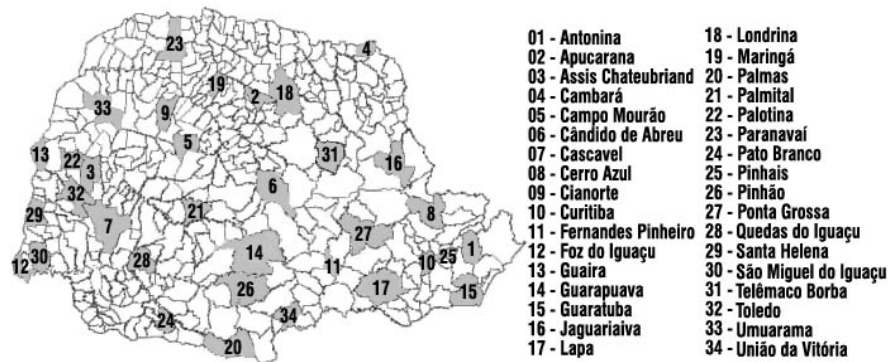 23
4
19
2
18
33
9
5
13
22
3
31
16
32
6
29
21
8
7
27
14
1
12
30
28
11
10
25
26
17
15
24
34
20
01 - Antonina
02 - Apucarana
03 - Assis Chateubriand
04 - Cambará
05 - Campo Mourão
06 - Cândido de Abreu
07 - Cascavel
08 - Cerro Azul
09 - Cianorte
10 - Curitiba
11 - Fernandes Pinheiro
12 - Foz do Iguaçu
13 - Guaira
14 - Guarapuava
15 - Guaratuba
16 - Jaguariaiva
17 - Lapa
18 - Londrina
19 - Maringá
20 - Palmas
21 - Palmital
22 - Palotina
23 - Paranavaí
24 - Pato Branco
25 - Pinhais
26 - Pinhão
27 - Ponta Grossa
28 - Quedas do Iguaçu
29 - Santa Helena
30 - São Miguel do Iguaçu
31 - Telêmaco Borba
32 - Toledo
33 - Umuarama
34 - União da Vitória